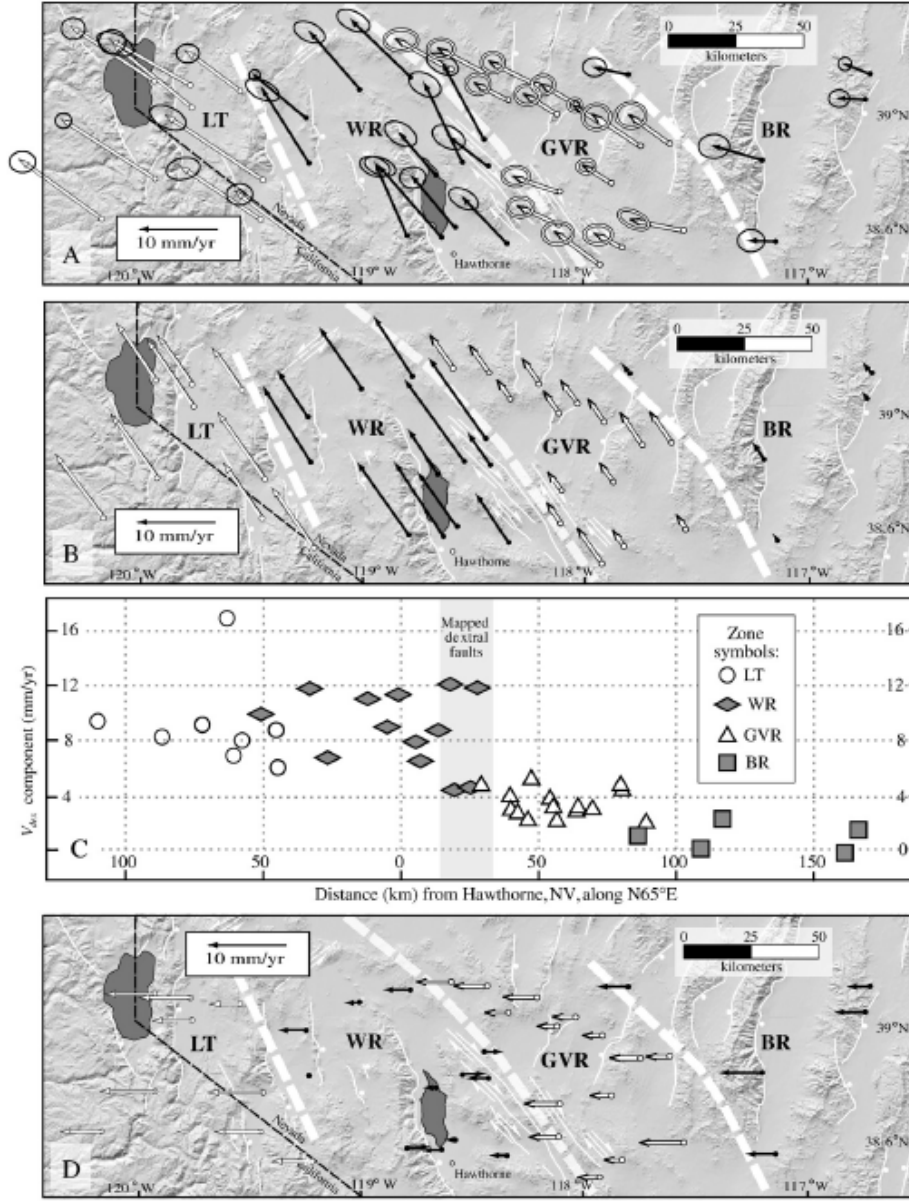 0 25 50
kilometers
LT
WR
GVR
BR
39°N
10 mm/yr
Nevada
California
Hawthorne
38.6°N
A
120°W
119°W
118°W
117°W
0 25 50
kilometers
LT
WR
GVR
BR
39°N
10 mm/yr
Nevada
California
Hawthorne
38.6°N
B
120°W
119°W
118°W
117°W
Mapped
dextral
faults
Zone
symbols:
LT
WR
GVR
BR
16 16
12 12
8 8
4 4
0 0
V dex component (mm/yr)
C
100 50 0 50 100 150
Distance (km) from Hawthorne, NV, along N65°E
10 mm/yr
0 25 50
kilometers
LT
WR
GVR
BR
39°N
Nevada
California
Hawthorne
38.6°N
D
120°W
119°W
118°W
117°W